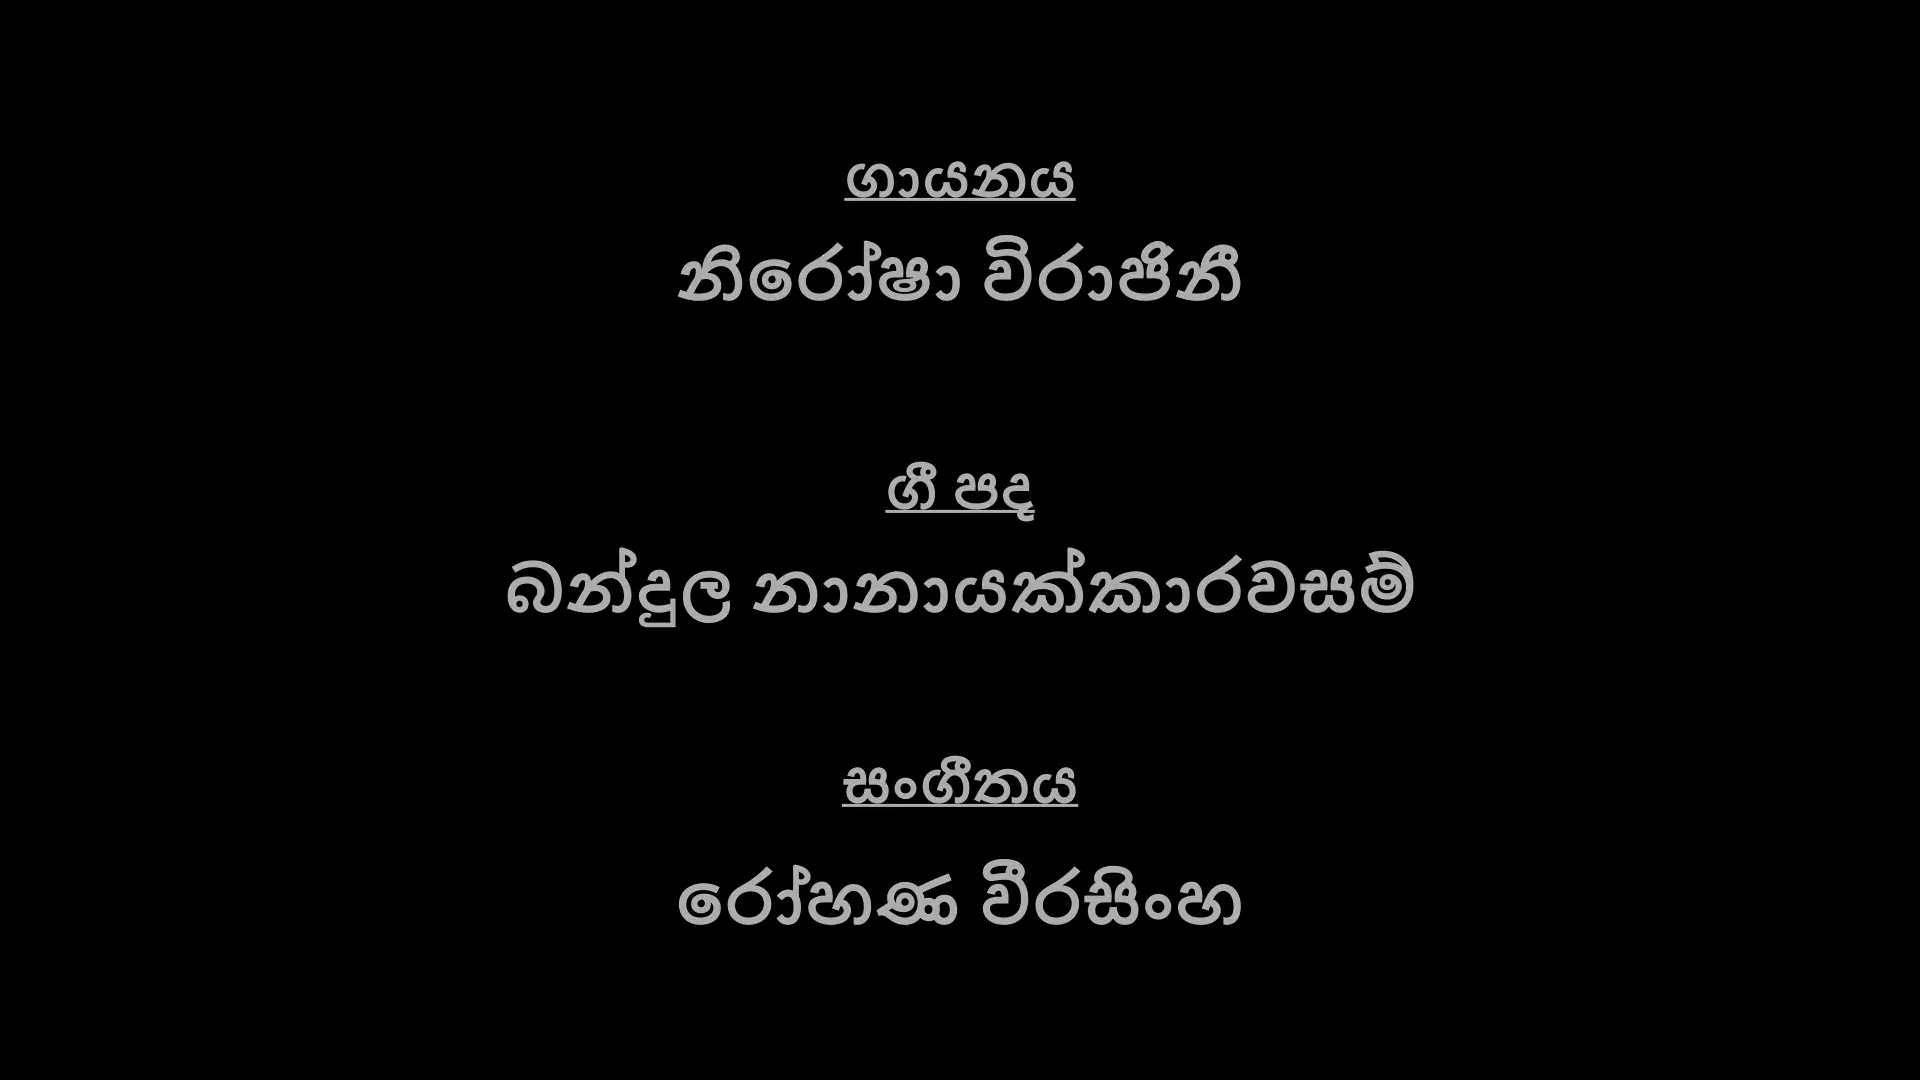 ගායනය
නිරෝෂා විරාජිනී
ගී පද
බන්දුල නානායක්කාරවසම්
සංගීතය
රෝහණ වීරසිංහ